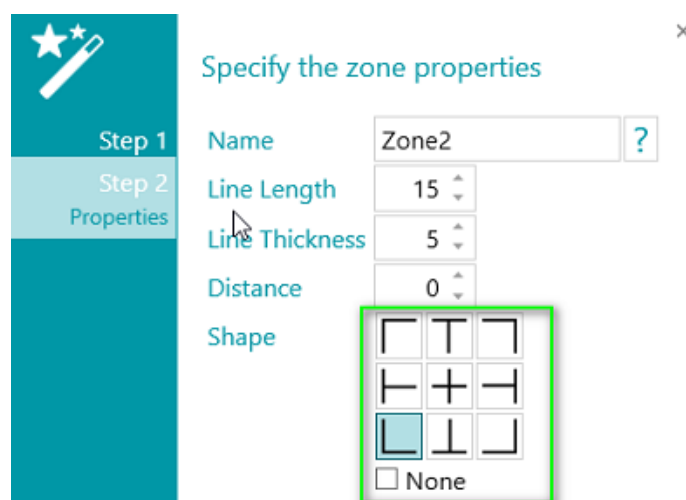 Specify the zone properties
Step 1
Step 2
Properties
Name
Zone2
?
Line Length
15
Line Thickness
5
Distance
0
Shape
None